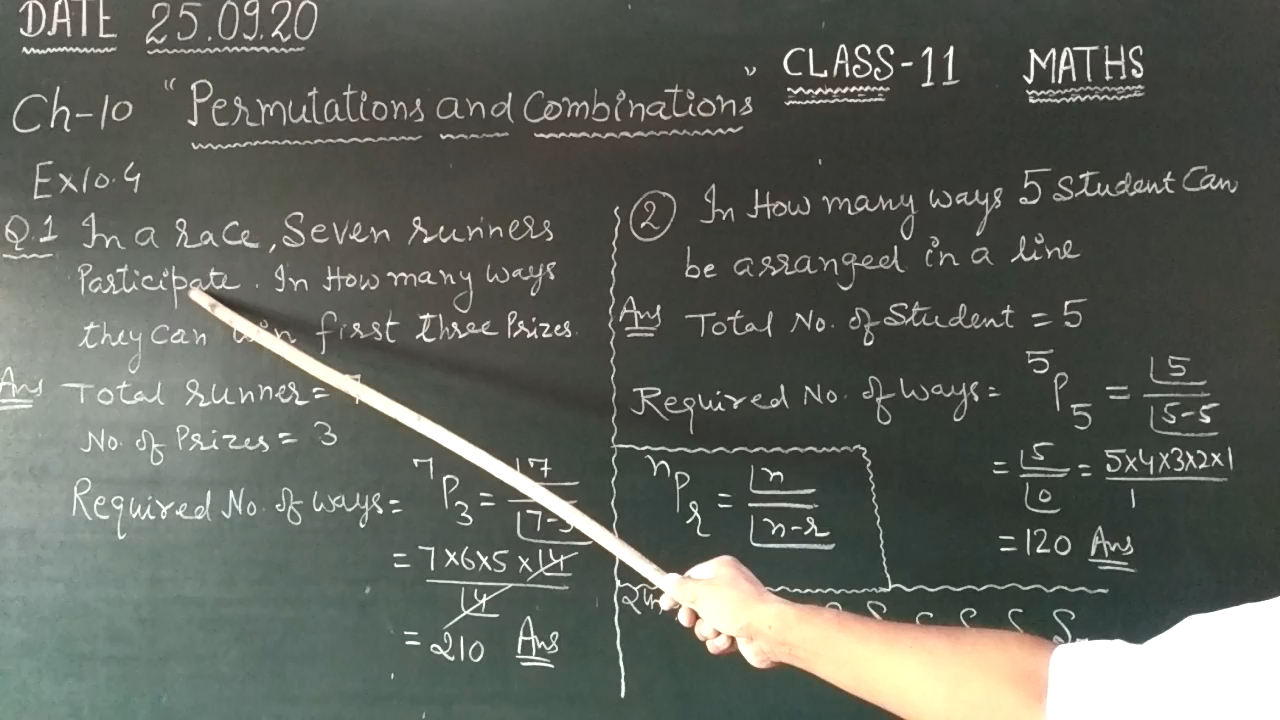 DATE 25.09.20
CLASS-11 MATHS
Ch-10 "Permutations and Combinations"
Ex10.4
Q.1 In a race, Seven runners
Participate. In How many ways
they can win first three Prizes.
Ans Total runner = 7
No. of Prizes = 3
Required No. of ways =
⁷P₃ = |7 / |7-3
= 7×6×5×|4 / |4
= 210 Ans
2 In How many ways 5 Student Can
be arranged in a line
Ans Total No. of Student = 5
Required No. of ways = ⁵P₅ = |5 / |5-5
= |5 / |0 = 5×4×3×2×1 / 1
= 120 Ans
ⁿPᵣ = |n / |n-r